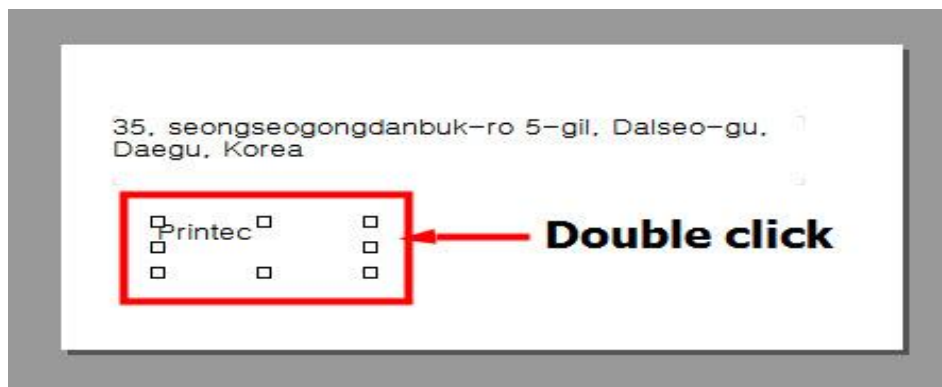 35, seongseogongdanbuk-ro 5-gil, Dalseo-gu,
Daegu, Korea
Printec
Double click